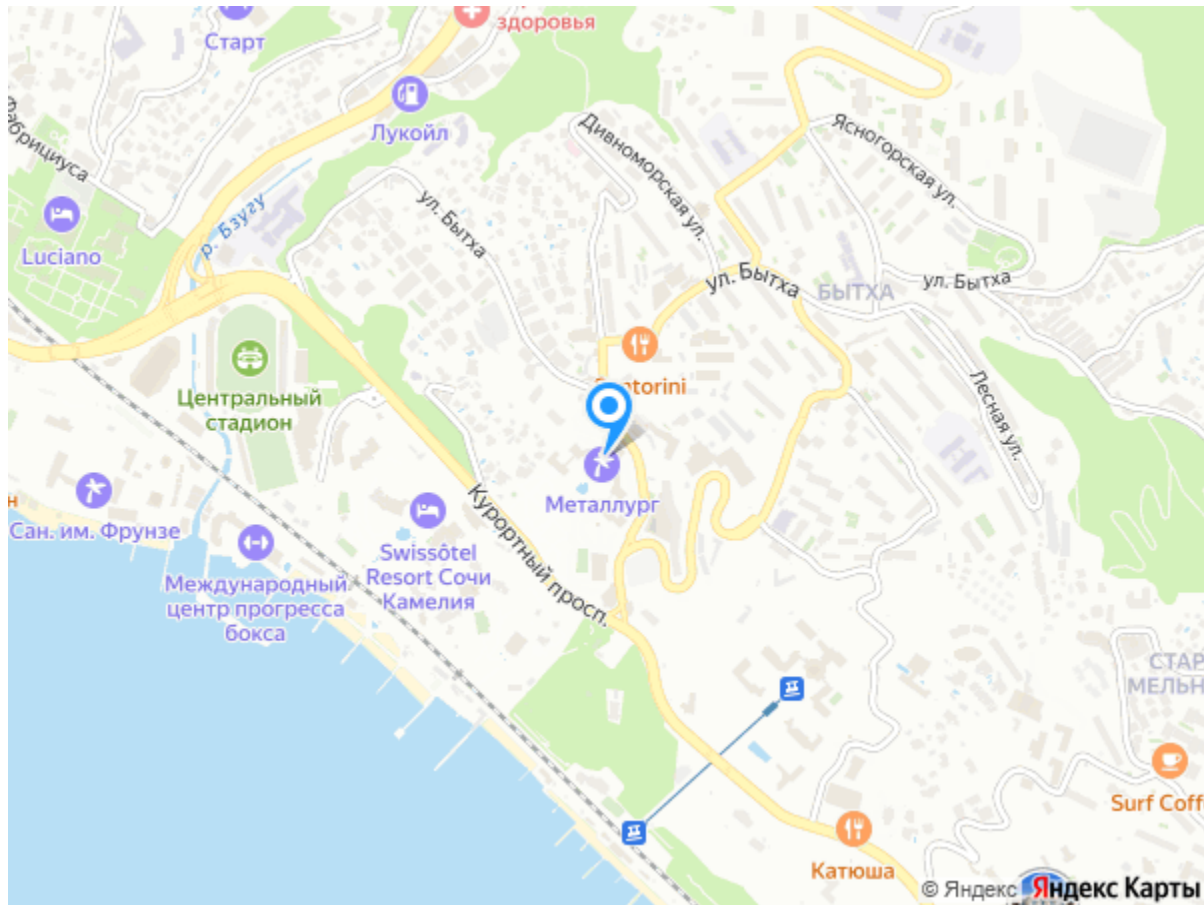 здоровья
Старт
Лукойл
Фабрициуса
Дивноморская ул.
Ясногорская ул.
ул. Бытха
р. Бзугу
Luciano
ул. Бытха
БЫТХА
ул. Бытха
Центральный
стадион
Лесная ул.
Металлург
Курортный просп.
Сан. им. Фрунзе
Swissôtel
Resort Сочи
Камелия
Международный
центр прогресса
бокса
СТАР
МЕЛЬН
Surf Coff
Катюша
© Яндекс Яндекс Карты